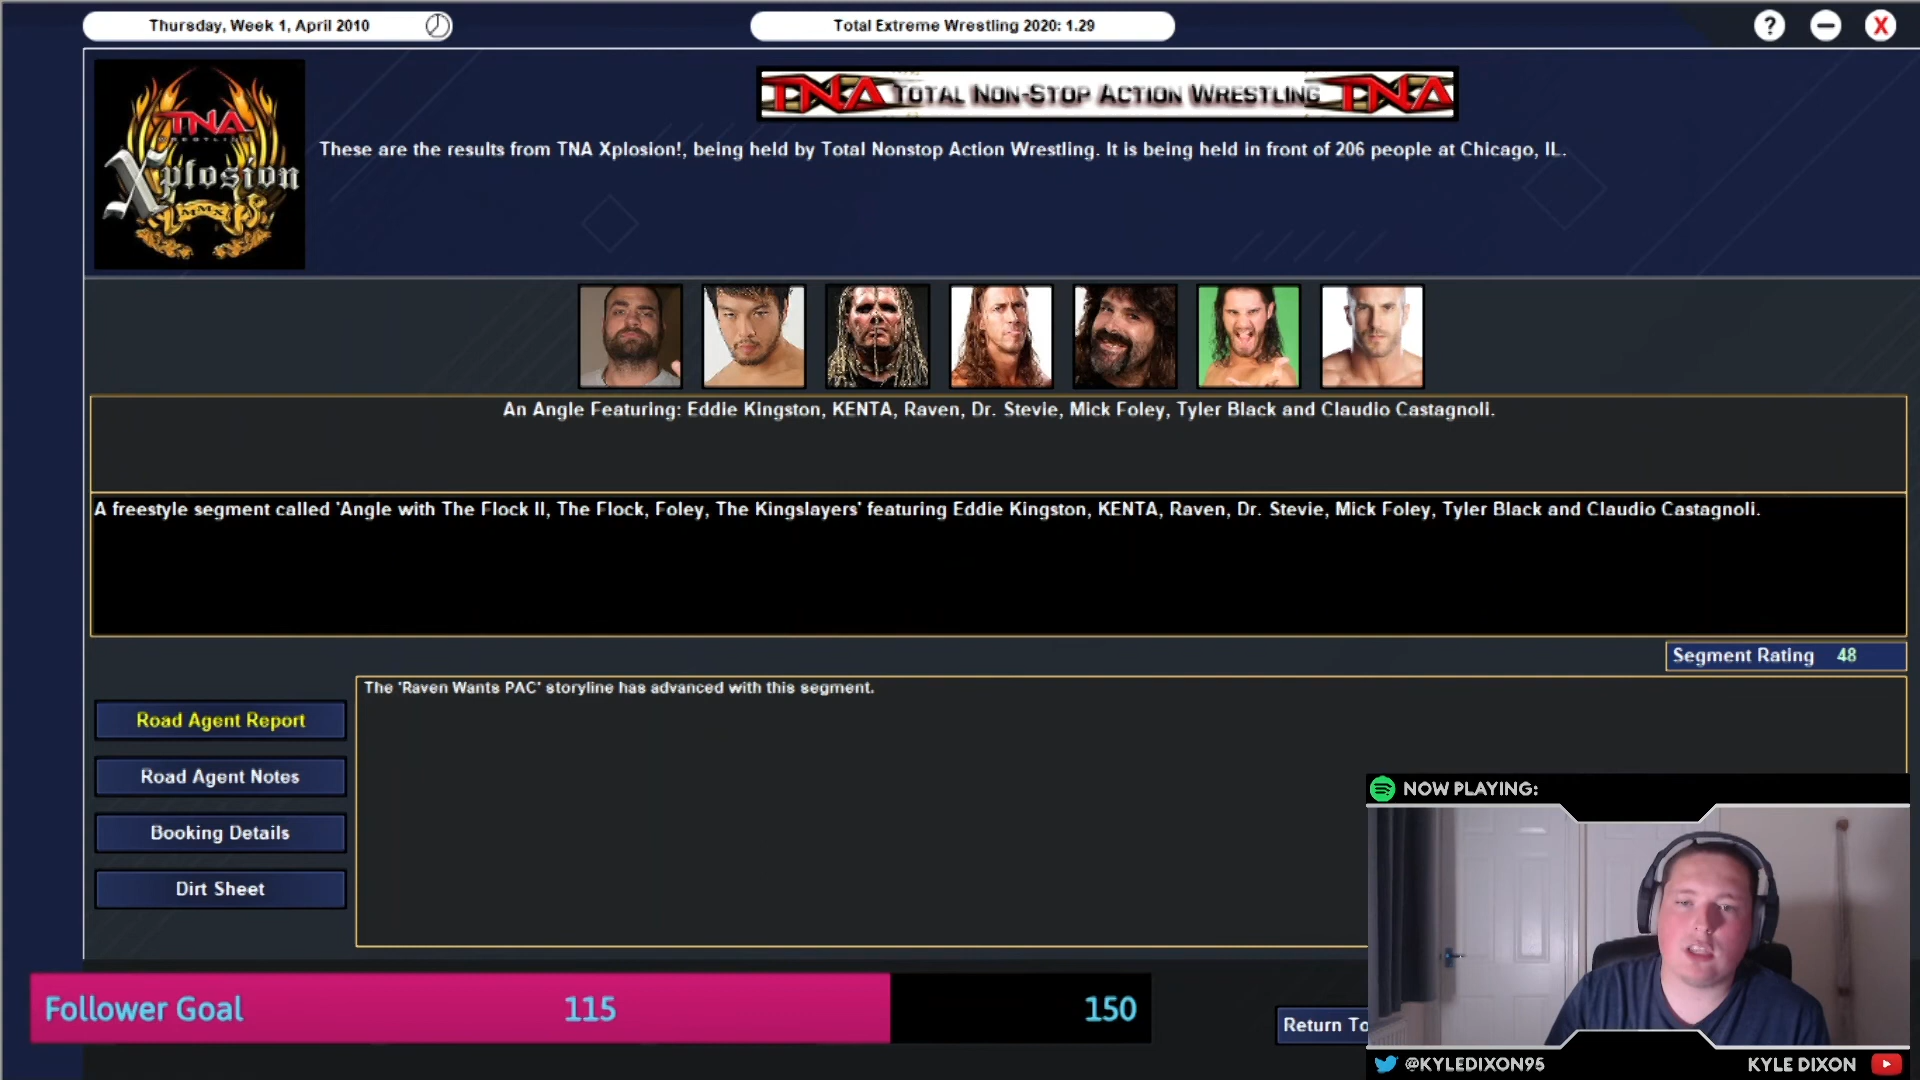 Thursday, Week 1, April 2010
Total Extreme Wrestling 2020: 1.29
?
X
TNA TOTAL NON-STOP ACTION WRESTLING TNA
TNA
WRESTLING
Xplosion
MMX
These are the results from TNA Xplosion!, being held by Total Nonstop Action Wrestling. It is being held in front of 206 people at Chicago, IL.
An Angle Featuring: Eddie Kingston, KENTA, Raven, Dr. Stevie, Mick Foley, Tyler Black and Claudio Castagnoli.
A freestyle segment called 'Angle with The Flock II, The Flock, Foley, The Kingslayers' featuring Eddie Kingston, KENTA, Raven, Dr. Stevie, Mick Foley, Tyler Black and Claudio Castagnoli.
Segment Rating 48
The 'Raven Wants PAC' storyline has advanced with this segment.
Road Agent Report
Road Agent Notes
Booking Details
Dirt Sheet
NOW PLAYING:
Follower Goal 115 150
Return To
@KYLEDIXON95 KYLE DIXON